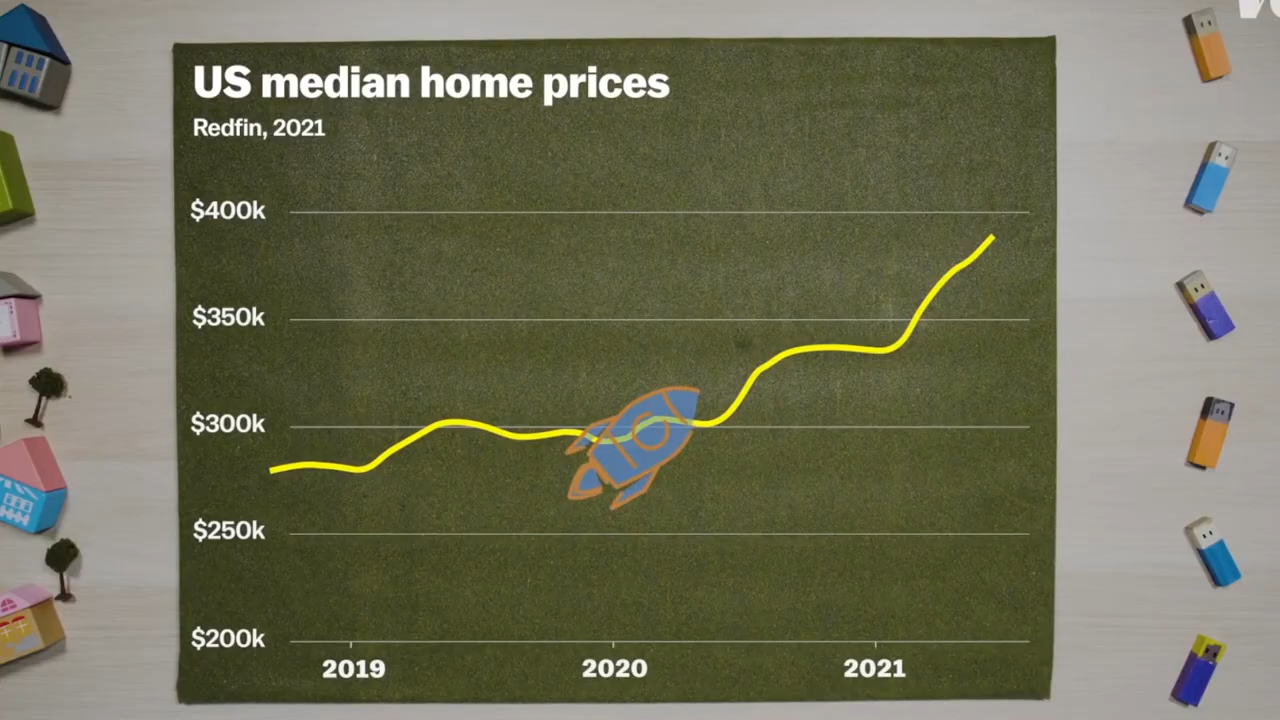 US median home prices
Redfin, 2021
$400k
$350k
$300k
$250k
$200k
2019
2020
2021